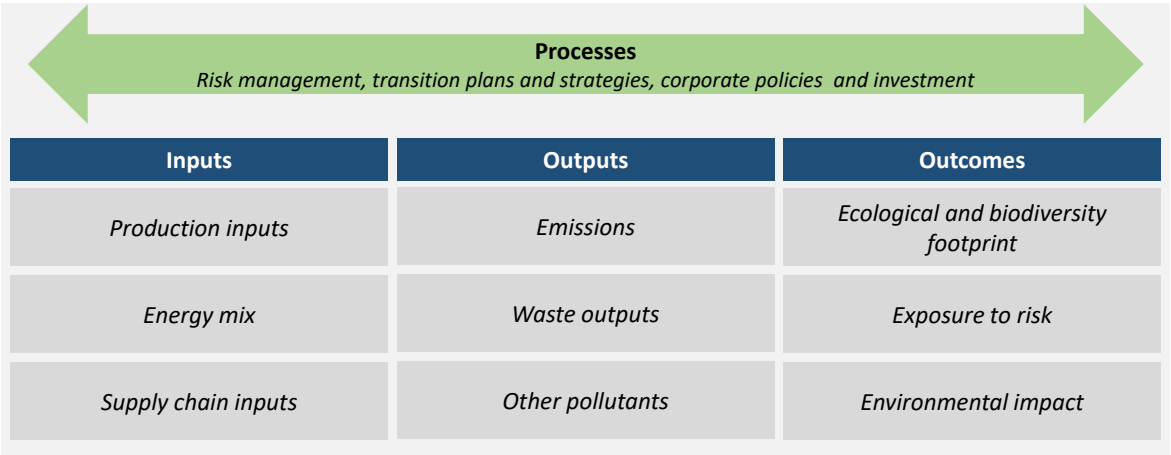 Processes
Risk management, transition plans and strategies, corporate policies and investment
Inputs
Outputs
Outcomes
Production inputs
Emissions
Ecological and biodiversity
footprint
Energy mix
Waste outputs
Exposure to risk
Supply chain inputs
Other pollutants
Environmental impact